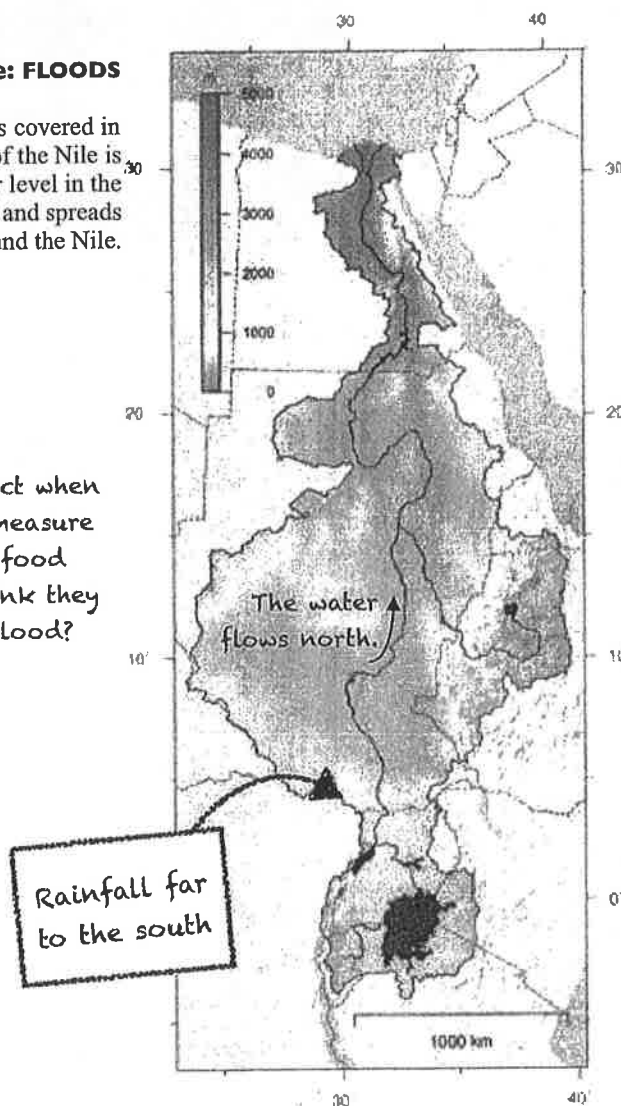 e: FLOODS
s covered in
of the Nile is
r level in the
and spreads
und the Nile.
ct when
measure
food
nk they
lood?
30 40
m
5000
4000
3000
2000
1000
0
30 30
20 20
10 10
0
The water
flows north.
Rainfall far
to the south
1000 km
30 40